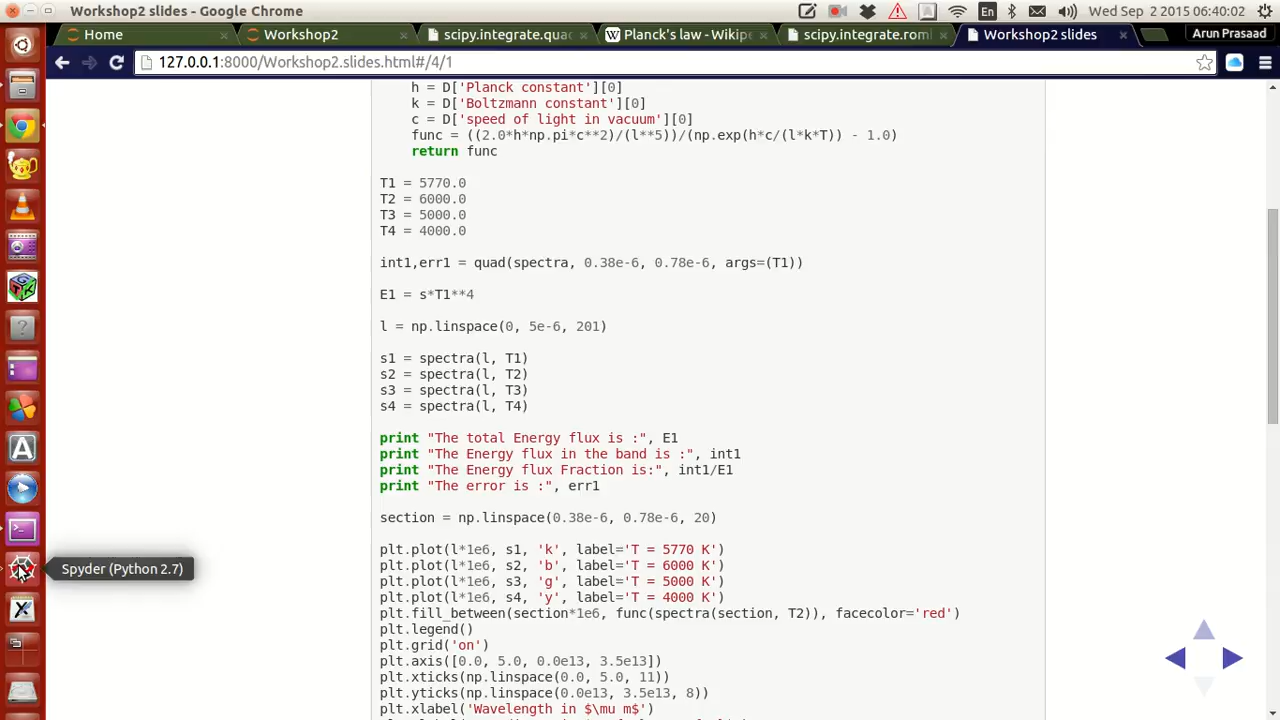 Workshop2 slides - Google Chrome
En
Wed Sep 2 2015 06:40:02
Home
Workshop2
scipy.integrate.quad
Planck's law - Wikipe
scipy.integrate.rom
Workshop2 slides
Arun Prasaad
127.0.0.1:8000/Workshop2.slides.html#/4/1
h = D['Planck constant'][0]
k = D['Boltzmann constant'][0]
c = D['speed of light in vacuum'][0]
func = ((2.0*h*np.pi*c**2)/(l**5))/(np.exp(h*c/(l*k*T)) - 1.0)
return func
T1 = 5770.0
T2 = 6000.0
T3 = 5000.0
T4 = 4000.0
int1,err1 = quad(spectra, 0.38e-6, 0.78e-6, args=(T1))
E1 = s*T1**4
l = np.linspace(0, 5e-6, 201)
s1 = spectra(l, T1)
s2 = spectra(l, T2)
s3 = spectra(l, T3)
s4 = spectra(l, T4)
print "The total Energy flux is :", E1
print "The Energy flux in the band is :", int1
print "The Energy flux Fraction is:", int1/E1
print "The error is :", err1
section = np.linspace(0.38e-6, 0.78e-6, 20)
plt.plot(l*1e6, s1, 'k', label='T = 5770 K')
plt.plot(l*1e6, s2, 'b', label='T = 6000 K')
plt.plot(l*1e6, s3, 'g', label='T = 5000 K')
plt.plot(l*1e6, s4, 'y', label='T = 4000 K')
plt.fill_between(section*1e6, func(spectra(section, T2)), facecolor='red')
plt.legend()
plt.grid('on')
plt.axis([0.0, 5.0, 0.0e13, 3.5e13])
plt.xticks(np.linspace(0.0, 5.0, 11))
plt.yticks(np.linspace(0.0e13, 3.5e13, 8))
plt.xlabel('Wavelength in $\mu m$')
Spyder (Python 2.7)